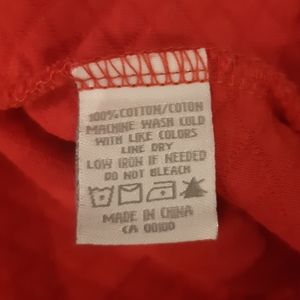 100% COTTON/COTON
MACHINE WASH COLD
WITH LIKE COLORS
LINE DRY
LOW IRON IF NEEDED
DO NOT BLEACH
MADE IN CHINA
CA 00100